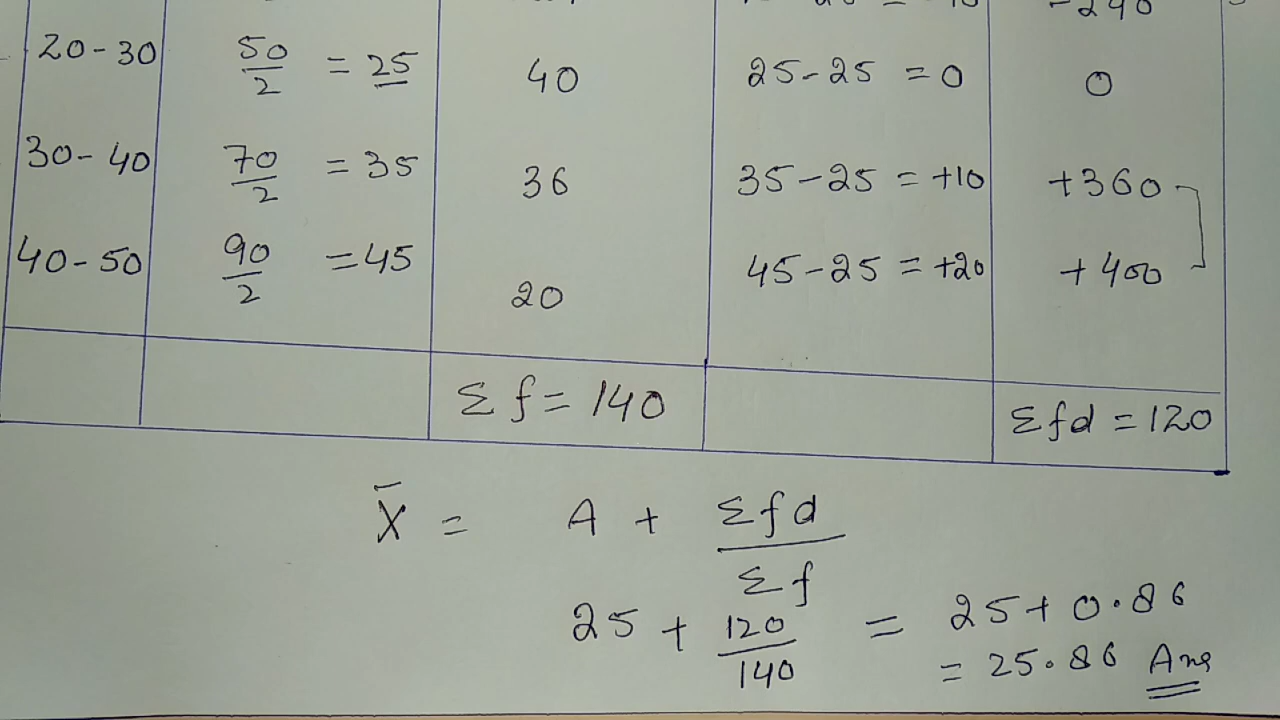 -240
20-30 50/2 = 25 40 25-25 = 0 0
30-40 70/2 = 35 36 35-25 = +10 +360
40-50 90/2 = 45 20 45-25 = +20 +400
Σf = 140 Σfd = 120
X̄ = A + Σfd/Σf
25 + 120/140 = 25 + 0.86
= 25.86 Ans